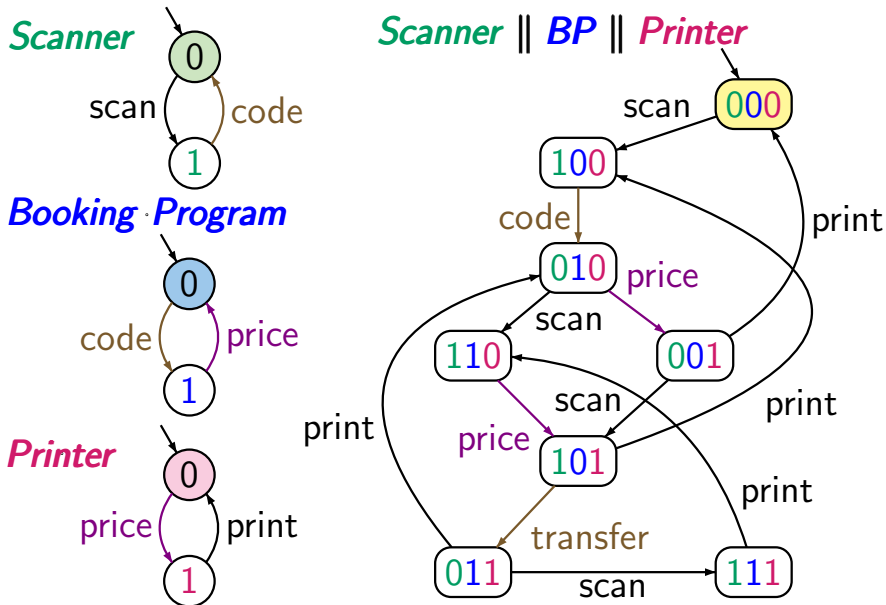 Scanner
0
scan
code
1
Booking Program
0
code
price
1
Printer
0
price
print
1
Scanner || BP || Printer
000
scan
100
code
print
010
price
scan
110
001
scan
print
print
price
101
print
transfer
011
scan
111